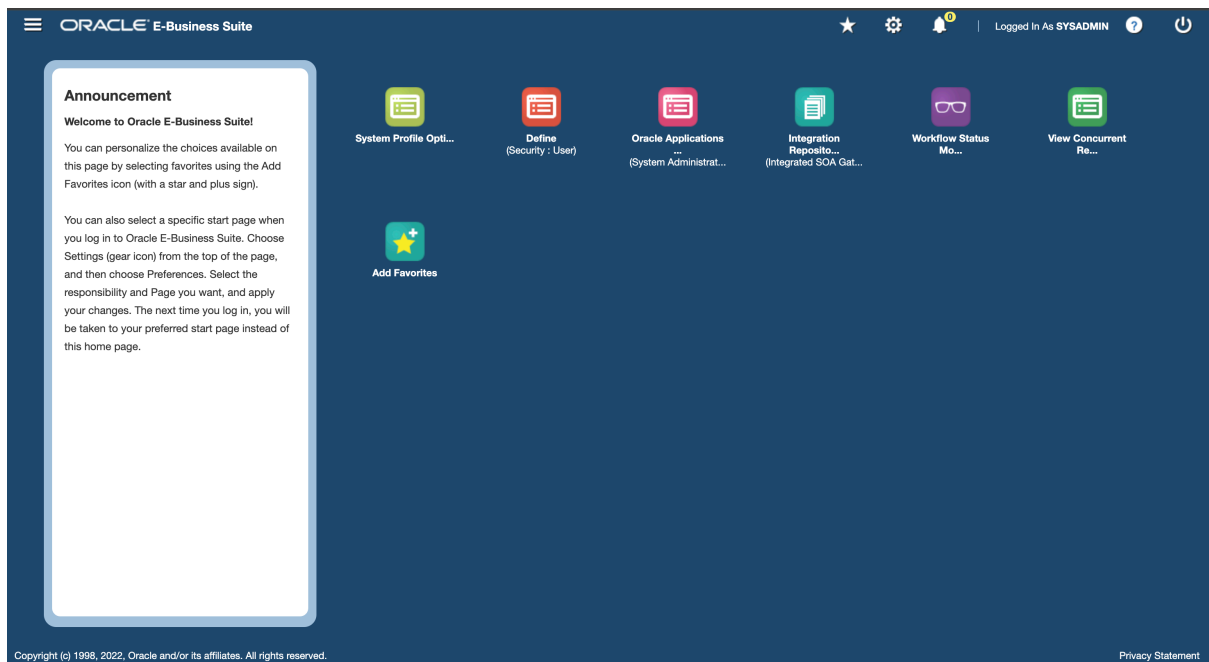 ORACLE E-Business Suite
0
Logged In As SYSADMIN
?
Announcement
Welcome to Oracle E-Business Suite!
You can personalize the choices available on
this page by selecting favorites using the Add
Favorites icon (with a star and plus sign).
You can also select a specific start page when
you log in to Oracle E-Business Suite. Choose
Settings (gear icon) from the top of the page,
and then choose Preferences. Select the
responsibility and Page you want, and apply
your changes. The next time you log in, you will
be taken to your preferred start page instead of
this home page.
System Profile Opti...
Define
(Security : User)
Oracle Applications
...
(System Administrat...
Integration
Reposito...
(Integrated SOA Gat...
Workflow Status
Mo...
View Concurrent
Re...
Add Favorites
Copyright (c) 1998, 2022, Oracle and/or its affiliates. All rights reserved.
Privacy Statement